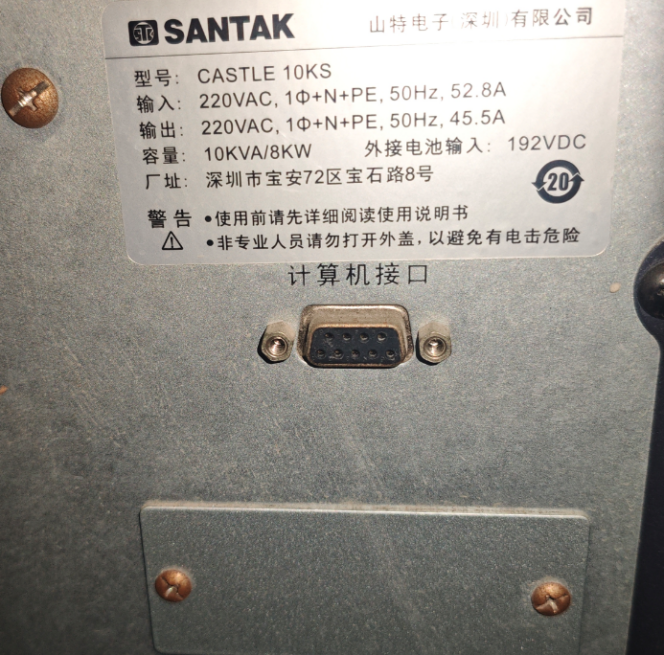 SANTAK 山特电子(深圳)有限公司
型号: CASTLE 10KS
输入: 220VAC, 1Φ+N+PE, 50Hz, 52.8A
输出: 220VAC, 1Φ+N+PE, 50Hz, 45.5A
容量: 10KVA/8KW 外接电池输入: 192VDC
厂址: 深圳市宝安72区宝石路8号
20
警告 •使用前请先详细阅读使用说明书
•非专业人员请勿打开外盖, 以避免有电击危险
计算机接口